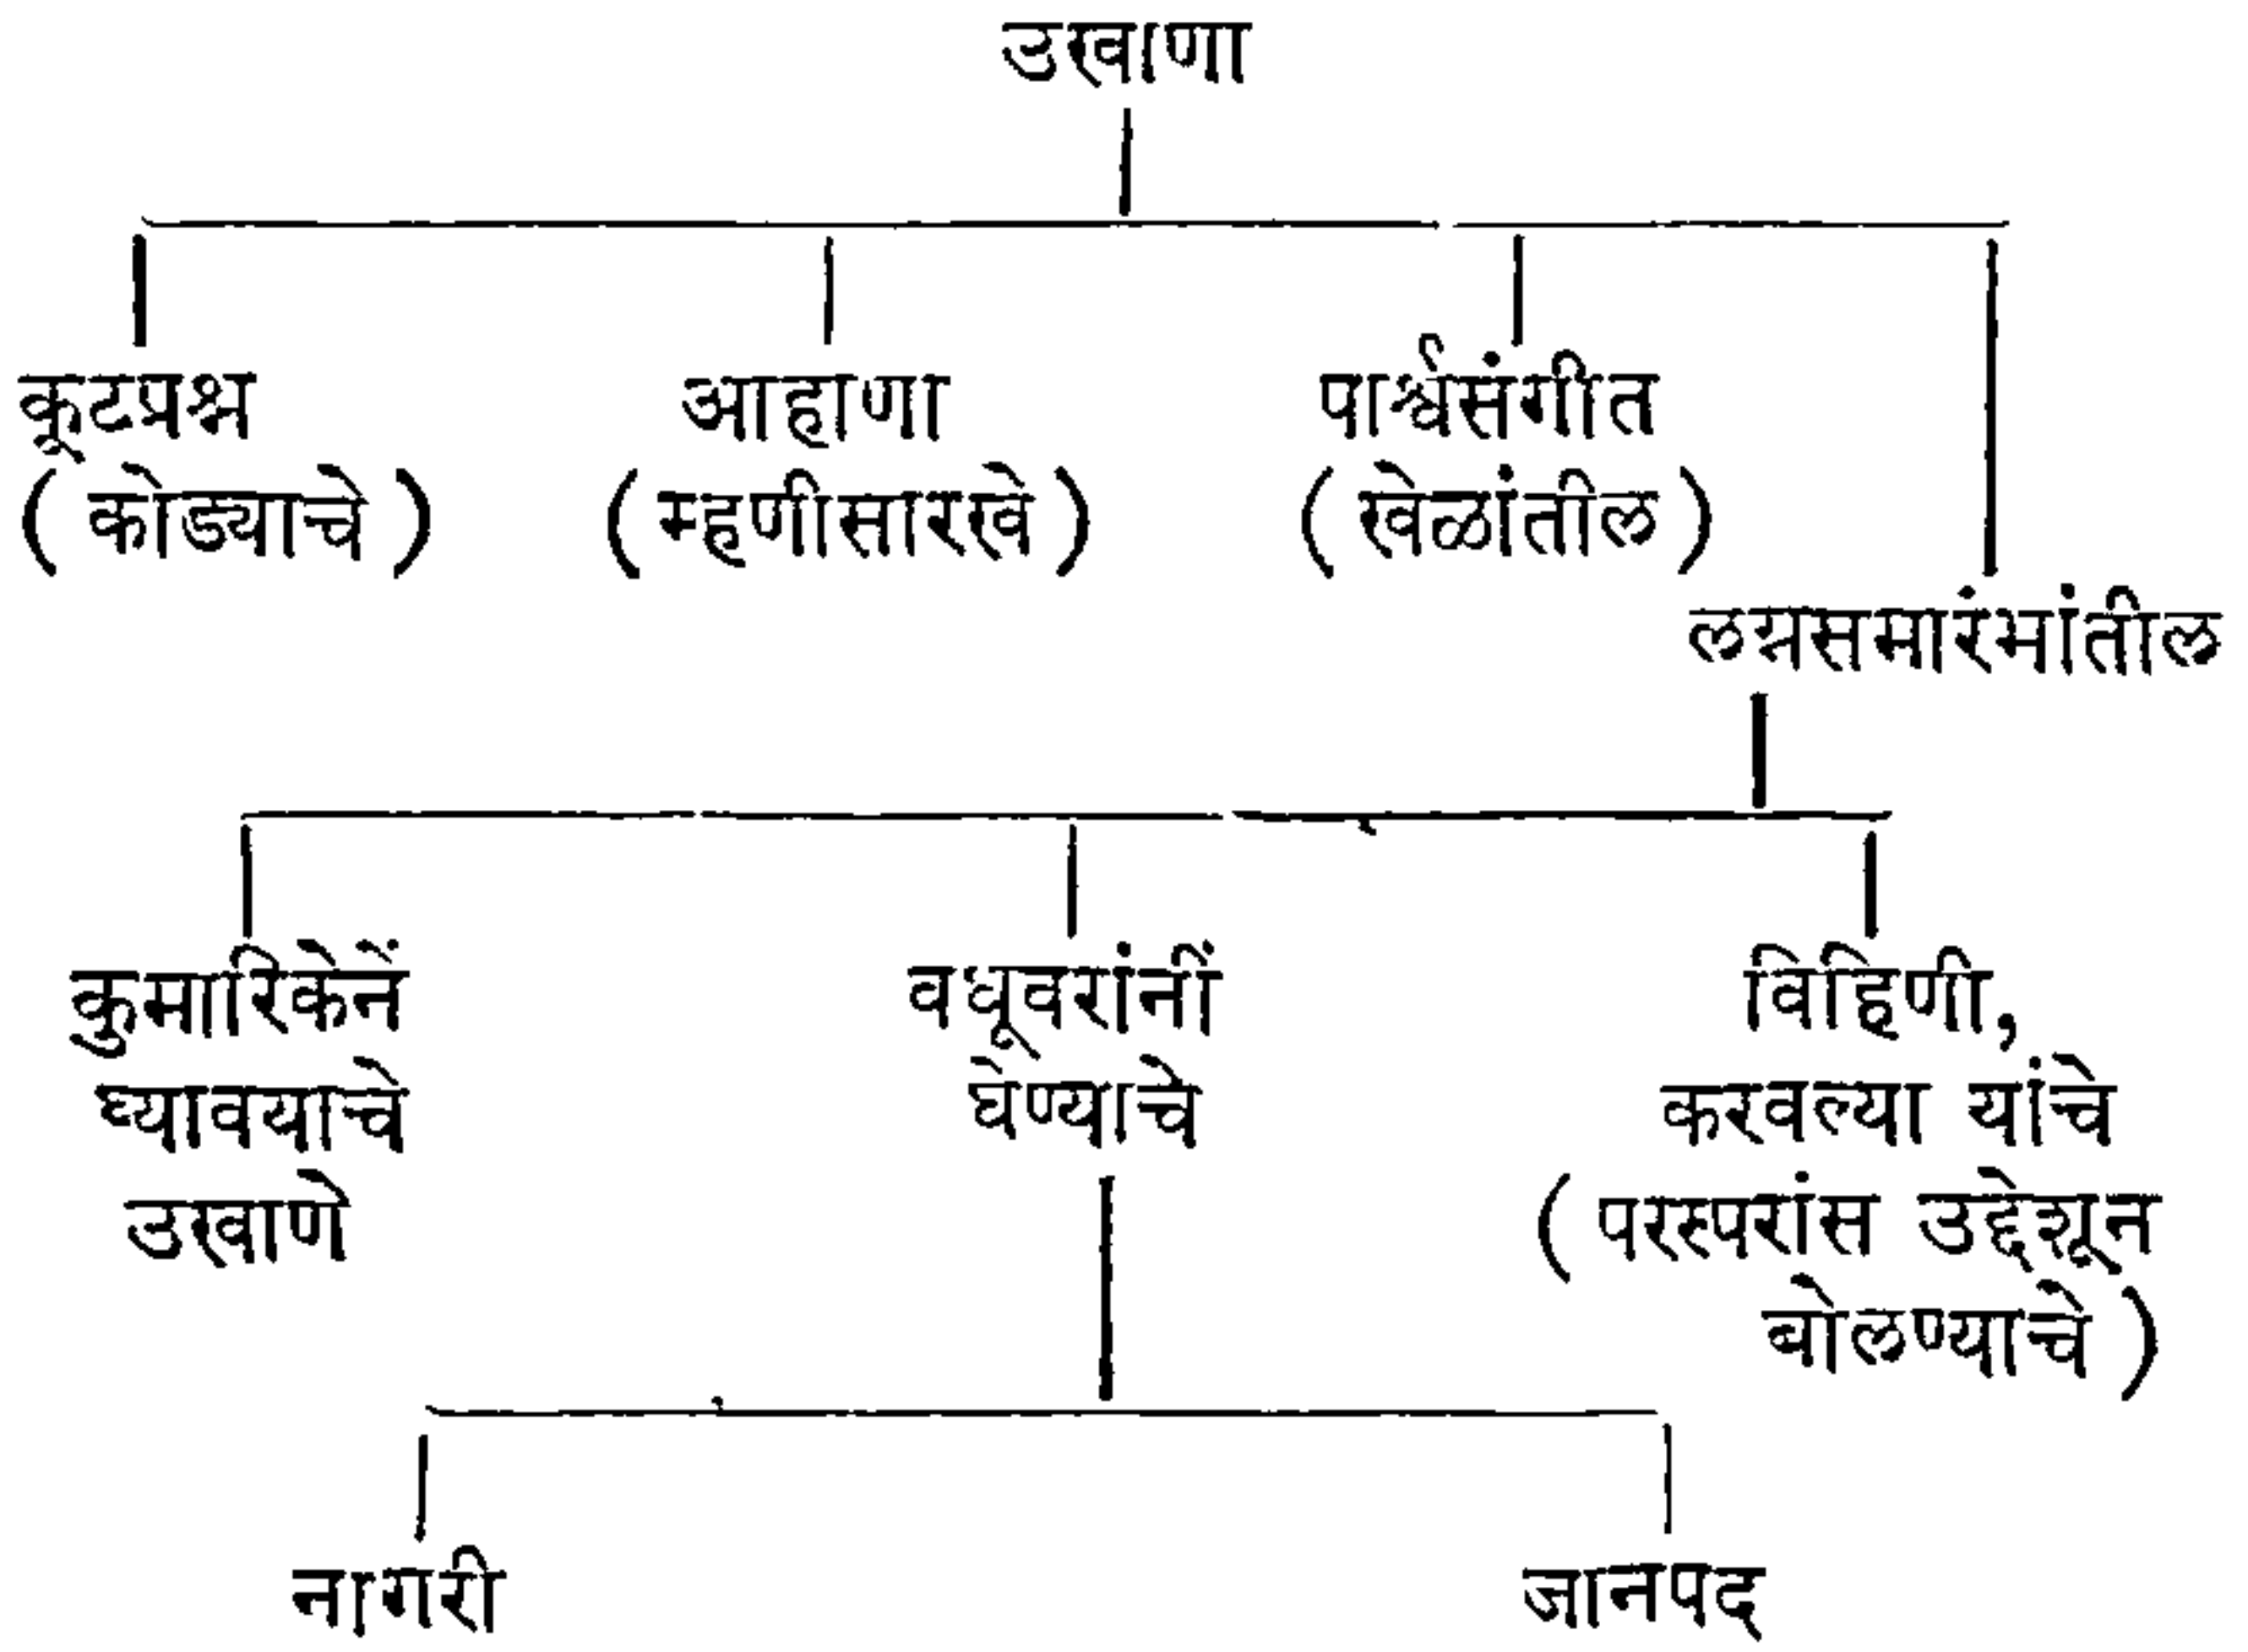 उखाणा
कूटप्रश्न आहाणा पार्श्वसंगीत
( कोड्याचे ) ( म्हणीसारखे ) ( खेळांतील )
लग्नसमारंभांतील
कुमारिकेनें वधूवरांनीं विहिणी,
घ्यावयाचे घेण्याचे करवल्या यांचे
उखाणे ( परस्परांस उद्देशून
बोलण्याचे )
नागरी जानपद